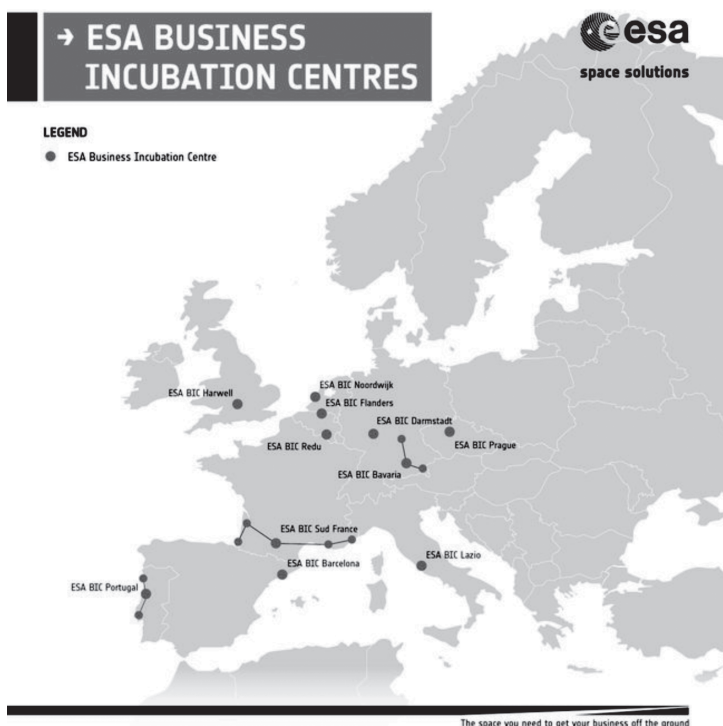 → ESA BUSINESS
INCUBATION CENTRES
esa
space solutions
LEGEND
ESA Business Incubation Centre
ESA BIC Noordwijk
ESA BIC Harwell
ESA BIC Flanders
ESA BIC Darmstadt
ESA BIC Redu
ESA BIC Prague
ESA BIC Bavaria
ESA BIC Sud France
ESA BIC Lazio
ESA BIC Barcelona
ESA BIC Portugal
The space you need to get your business off the ground